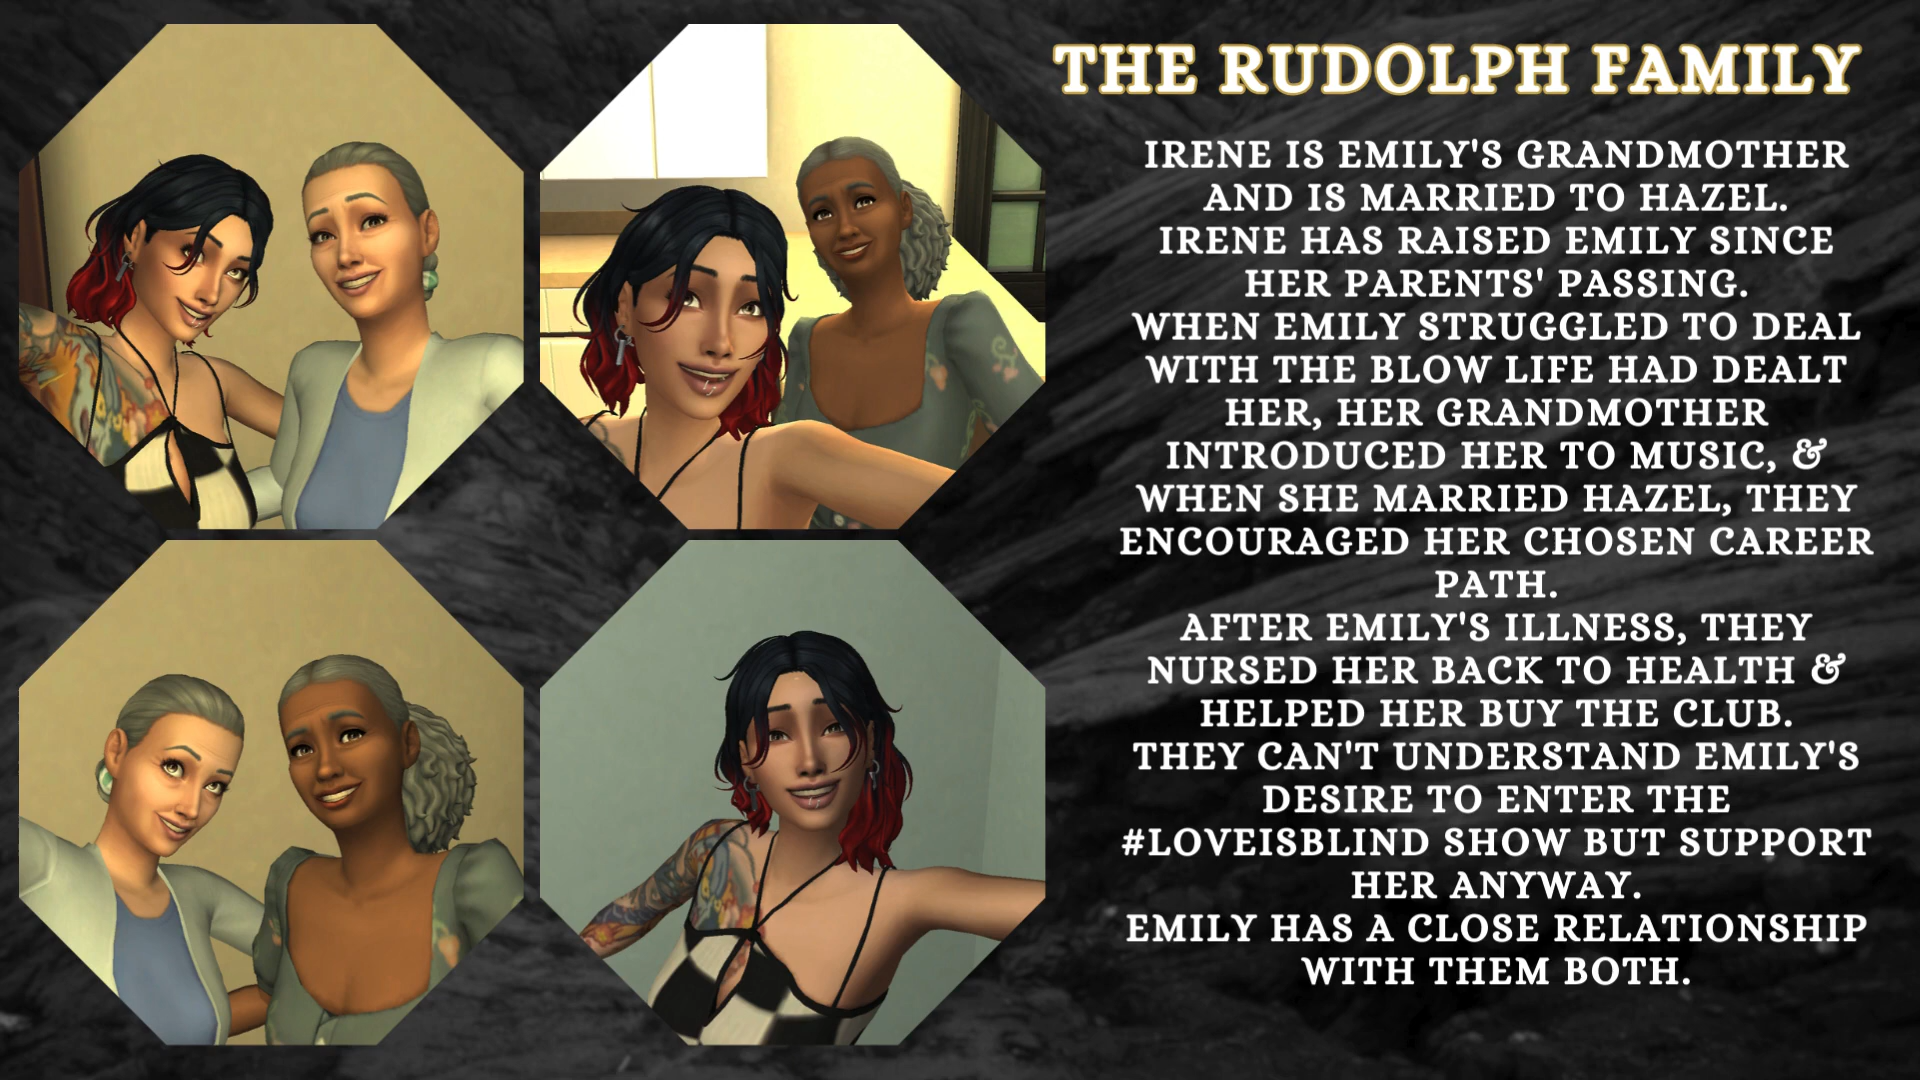 THE RUDOLPH FAMILY
IRENE IS EMILY'S GRANDMOTHER
AND IS MARRIED TO HAZEL.
IRENE HAS RAISED EMILY SINCE
HER PARENTS' PASSING.
WHEN EMILY STRUGGLED TO DEAL
WITH THE BLOW LIFE HAD DEALT
HER, HER GRANDMOTHER
INTRODUCED HER TO MUSIC, &
WHEN SHE MARRIED HAZEL, THEY
ENCOURAGED HER CHOSEN CAREER
PATH.
AFTER EMILY'S ILLNESS, THEY
NURSED HER BACK TO HEALTH &
HELPED HER BUY THE CLUB.
THEY CAN'T UNDERSTAND EMILY'S
DESIRE TO ENTER THE
#LOVEISBLIND SHOW BUT SUPPORT
HER ANYWAY.
EMILY HAS A CLOSE RELATIONSHIP
WITH THEM BOTH.